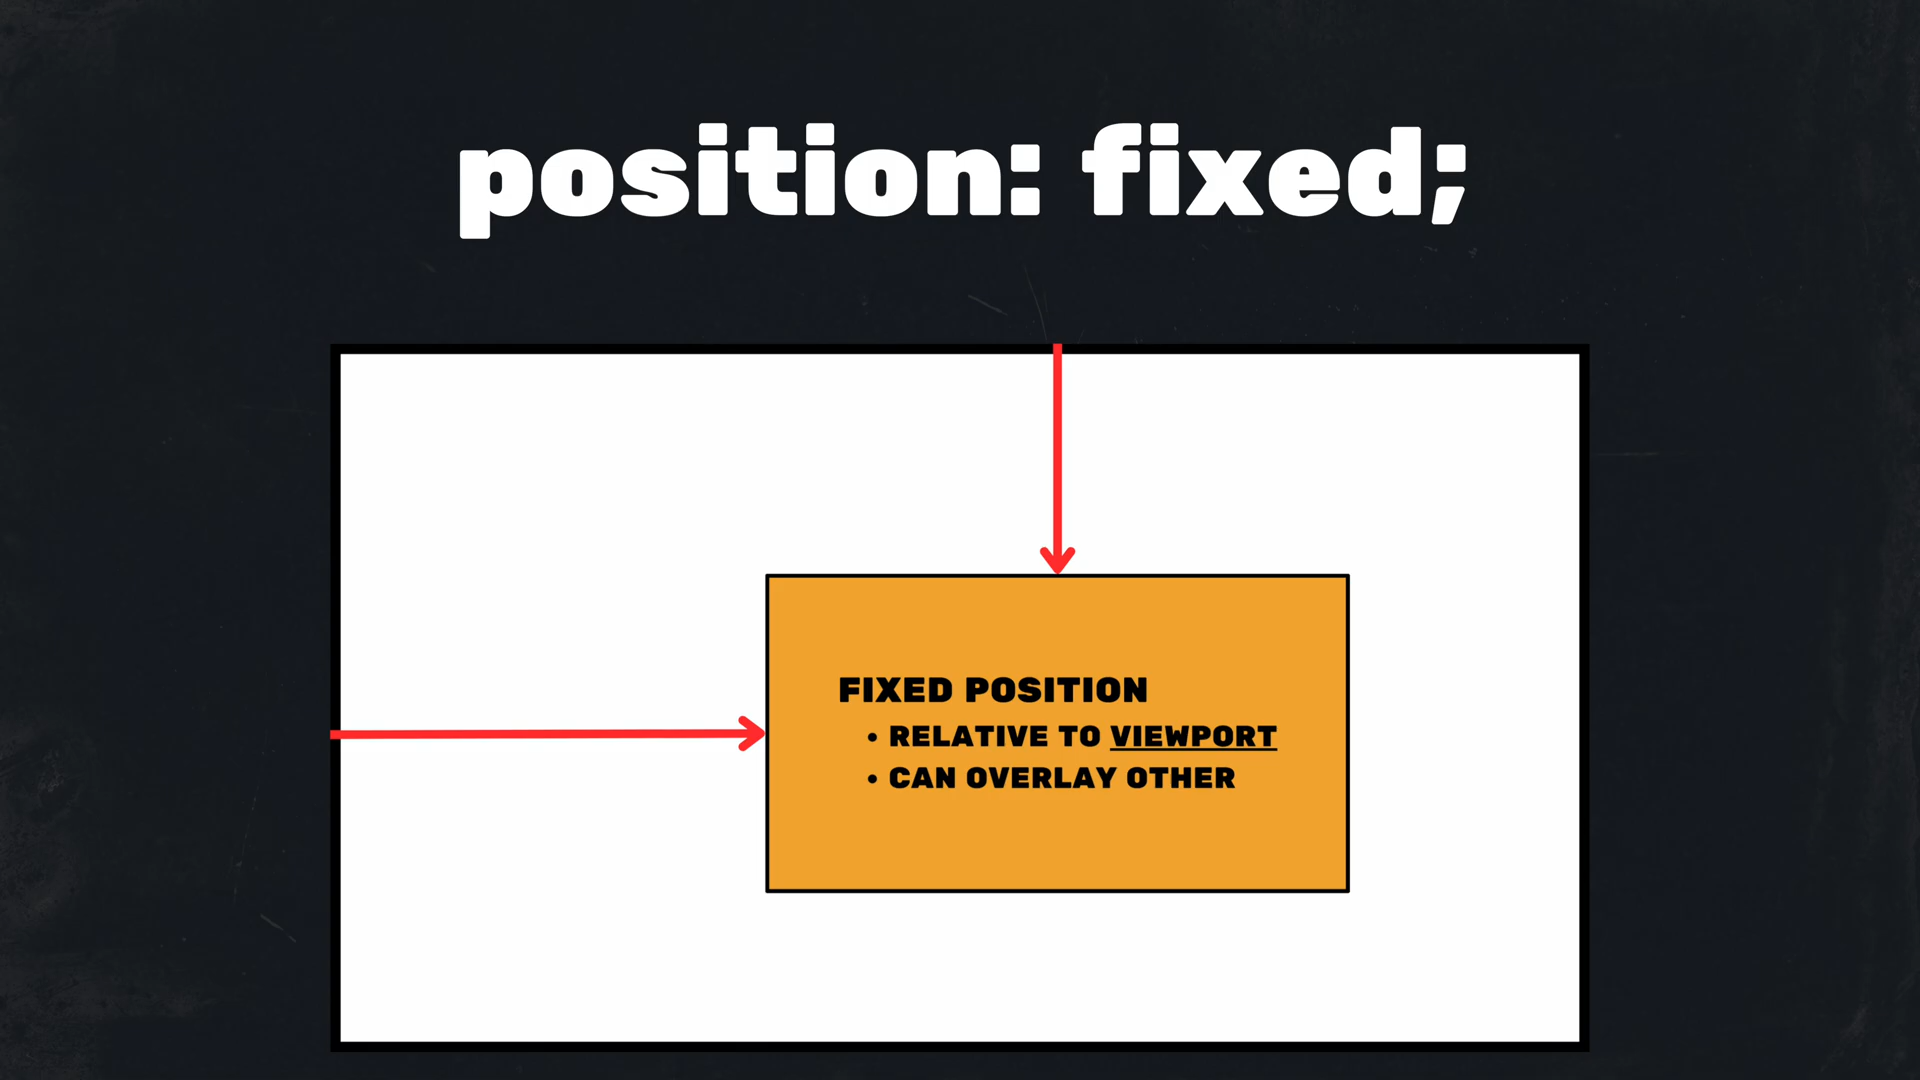 position: fixed;
FIXED POSITION
• RELATIVE TO VIEWPORT
• CAN OVERLAY OTHER